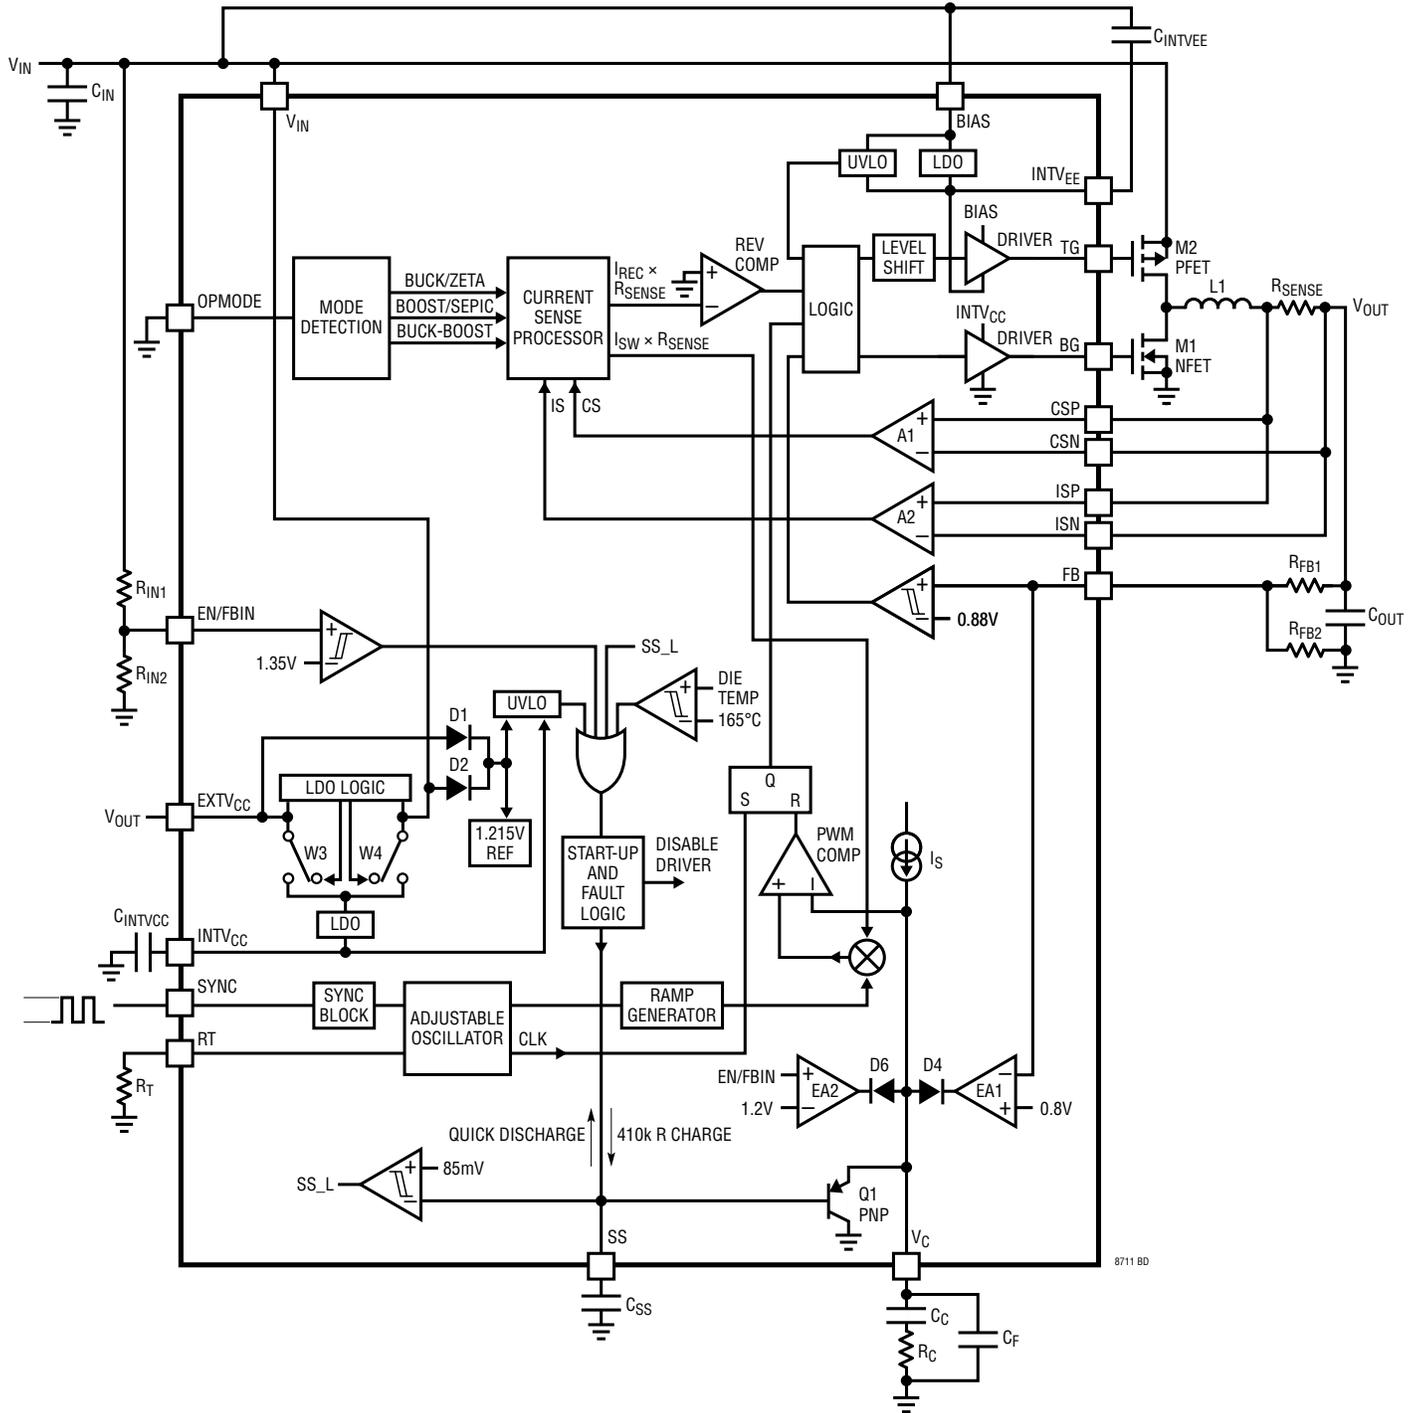 CINTVEE
VIN
CIN
VIN
BIAS
UVLO
LDO
INTVEE
BIAS
DRIVER
TG
M2
PFET
LEVEL
SHIFT
REV
COMP
+
–
IREC ×
RSENSE
BUCK/ZETA
BOOST/SEPIC
BUCK-BOOST
CURRENT
SENSE
PROCESSOR
MODE
DETECTION
OPMODE
LOGIC
L1
RSENSE
VOUT
INTVCC
DRIVER
BG
M1
NFET
ISW × RSENSE
IS
CS
A1
+
–
CSP
CSN
A2
+
–
ISP
ISN
FB
+
–
0.88V
RFB1
RFB2
COUT
RIN1
EN/FBIN
RIN2
+
–
1.35V
SS_L
DIE
TEMP
165°C
+
–
UVLO
D1
D2
LDO LOGIC
EXTVCC
VOUT
W3
W4
1.215V
REF
LDO
CINTVCC
INTVCC
START-UP
AND
FAULT
LOGIC
DISABLE
DRIVER
Q
S
R
PWM
COMP
+
–
IS
SYNC
SYNC
BLOCK
ADJUSTABLE
OSCILLATOR
RAMP
GENERATOR
RT
CLK
RT
EN/FBIN
1.2V
+
–
EA2
D6
D4
EA1
–
+
0.8V
QUICK DISCHARGE
410k R CHARGE
SS_L
+
–
85mV
Q1
PNP
SS
VC
8711 BD
CSS
CC
RC
CF